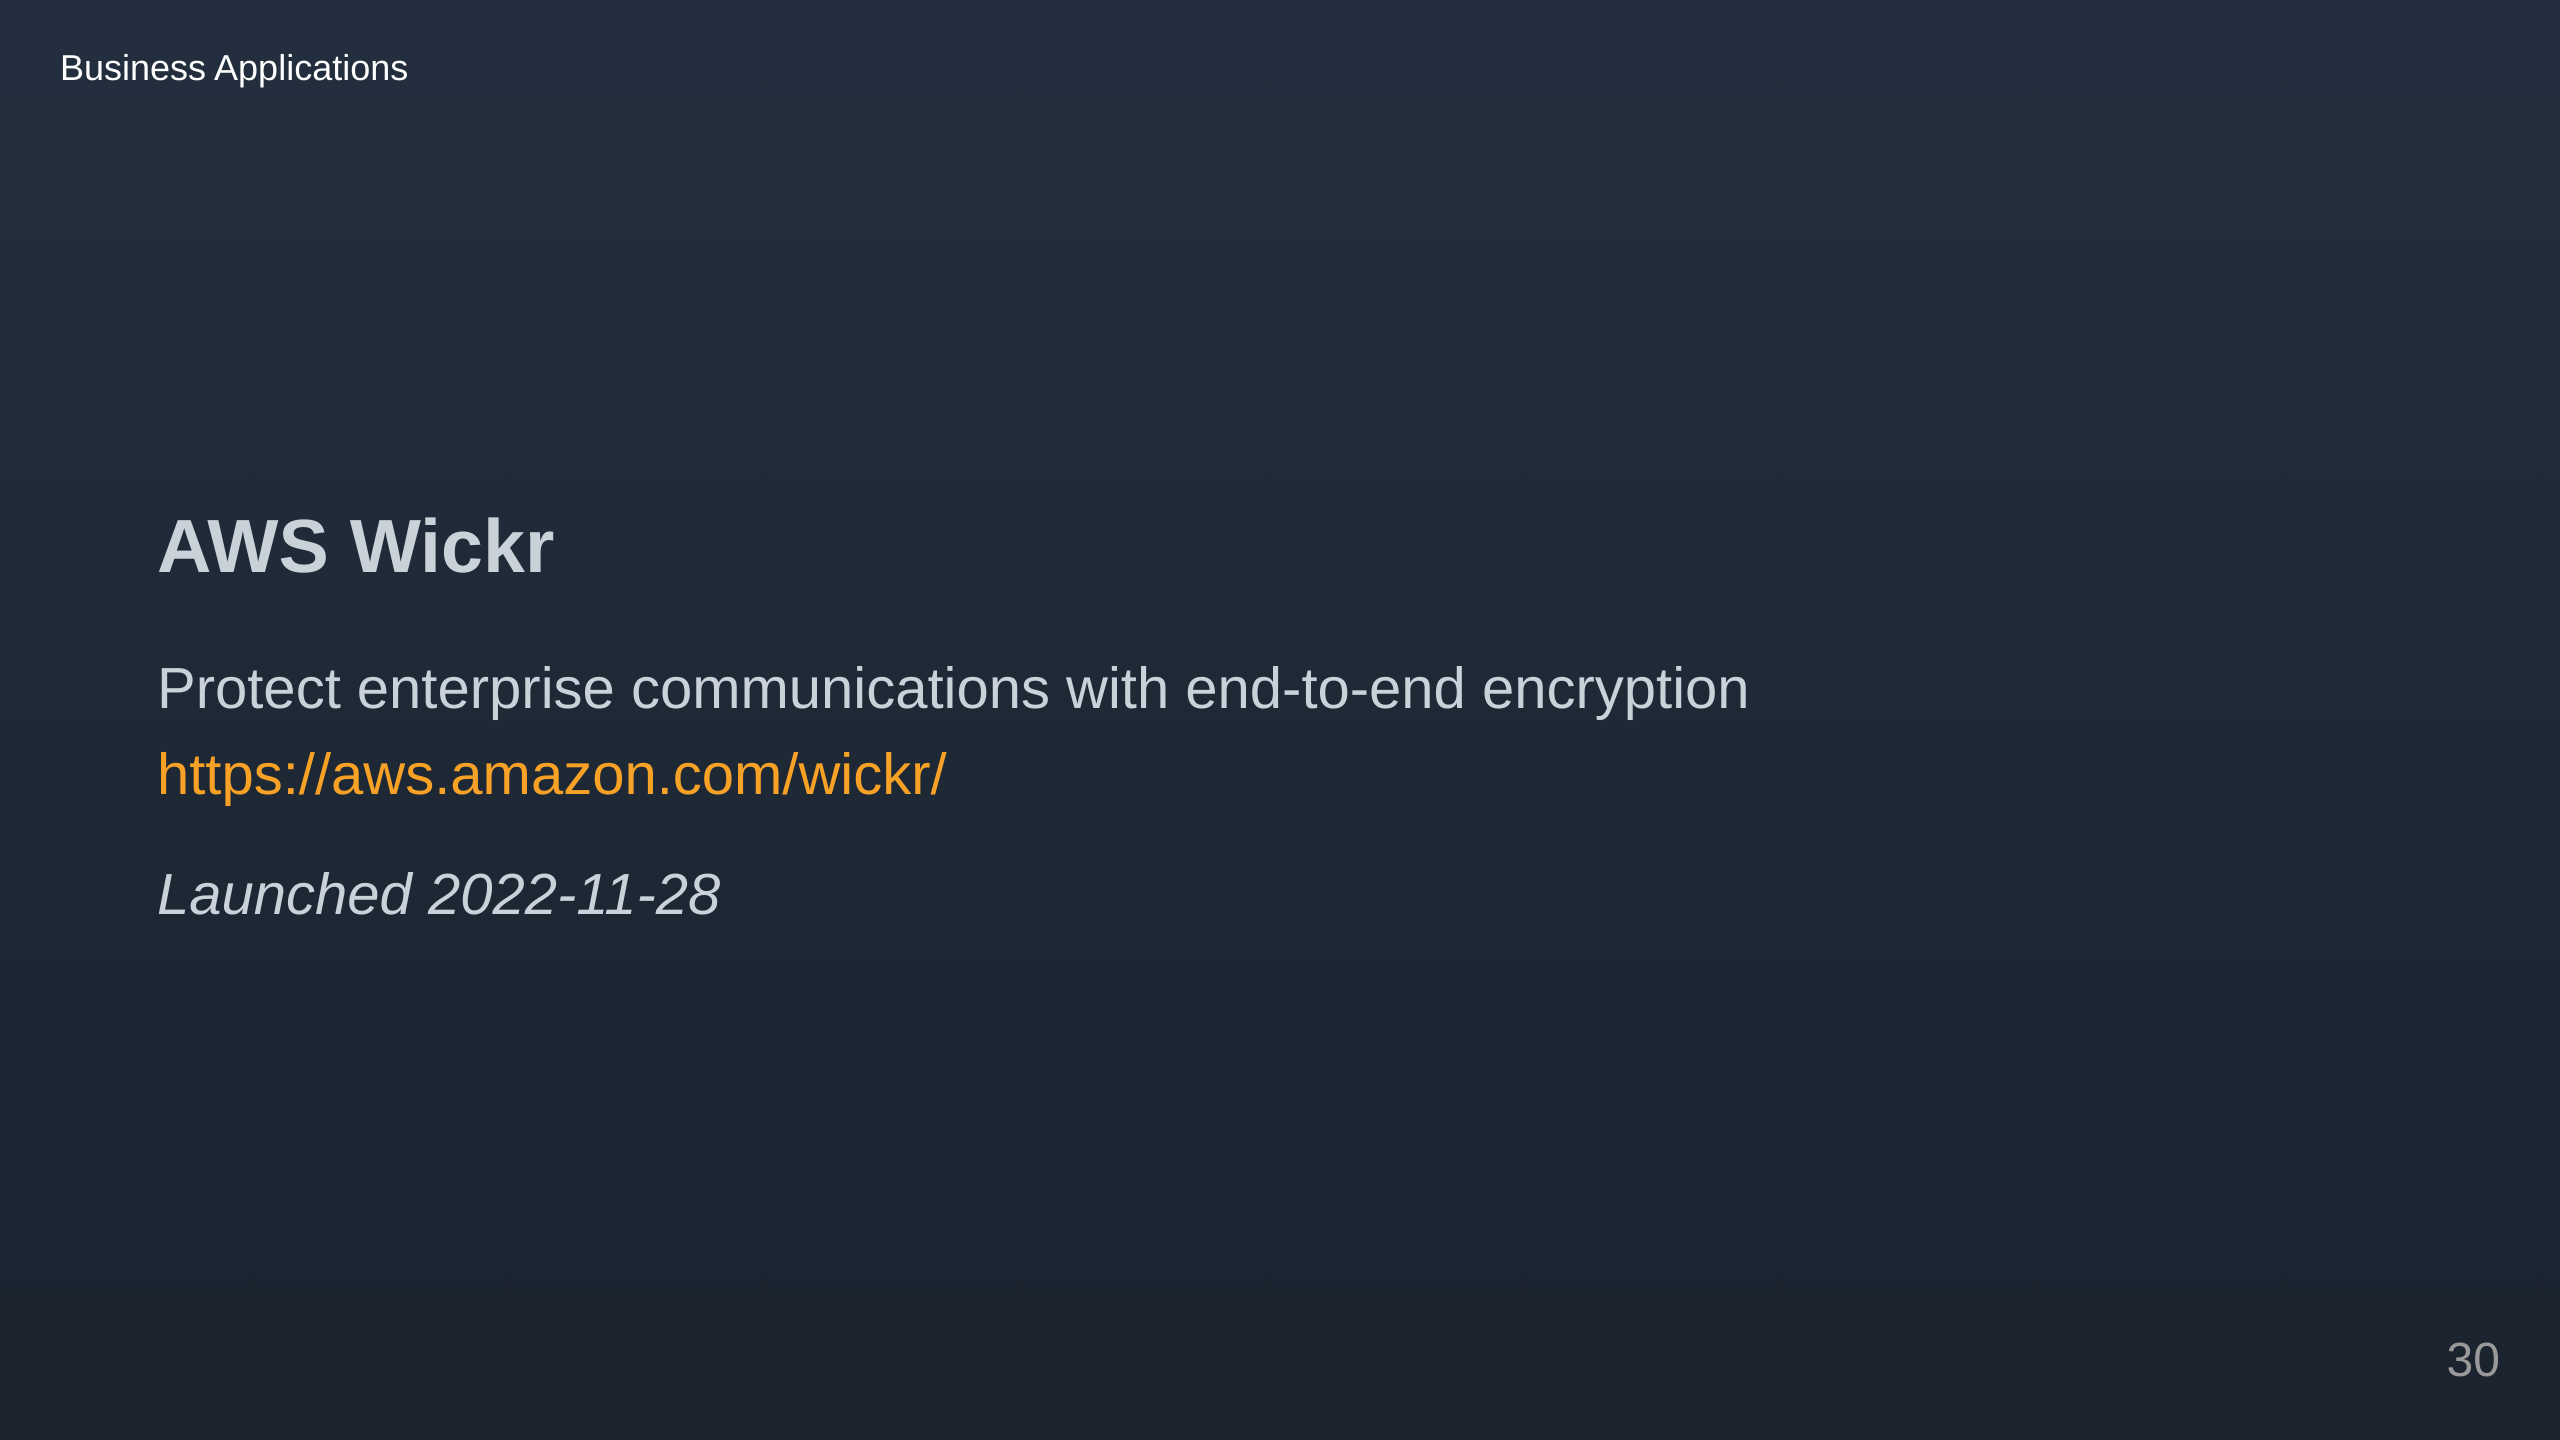 Business Applications
AWS Wickr
Protect enterprise communications with end-to-end encryption
https://aws.amazon.com/wickr/
Launched 2022-11-28
30